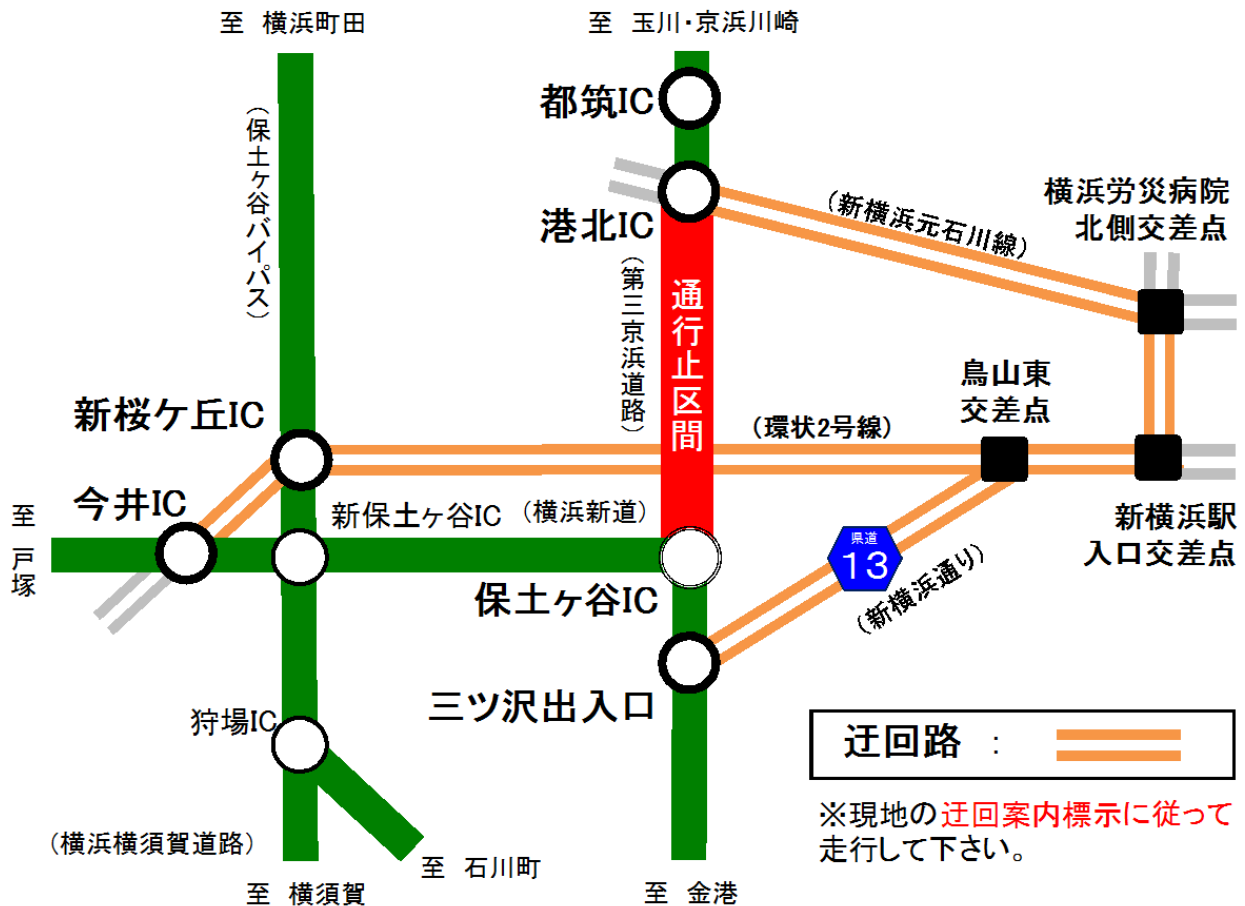 至 横浜町田
至 玉川・京浜川崎
都筑IC
(保土ヶ谷バイパス)
港北IC
(新横浜元石川線)
横浜労災病院
北側交差点
(第三京浜道路)
通行止区間
新桜ケ丘IC
(環状2号線)
鳥山東
交差点
今井IC
新保土ヶ谷IC
(横浜新道)
至 戸塚
保土ヶ谷IC
県道
13
(新横浜通り)
新横浜駅
入口交差点
三ツ沢出入口
狩場IC
迂回路 :
※現地の迂回案内標示に従って
走行して下さい。
(横浜横須賀道路)
至 石川町
至 横須賀
至 金港